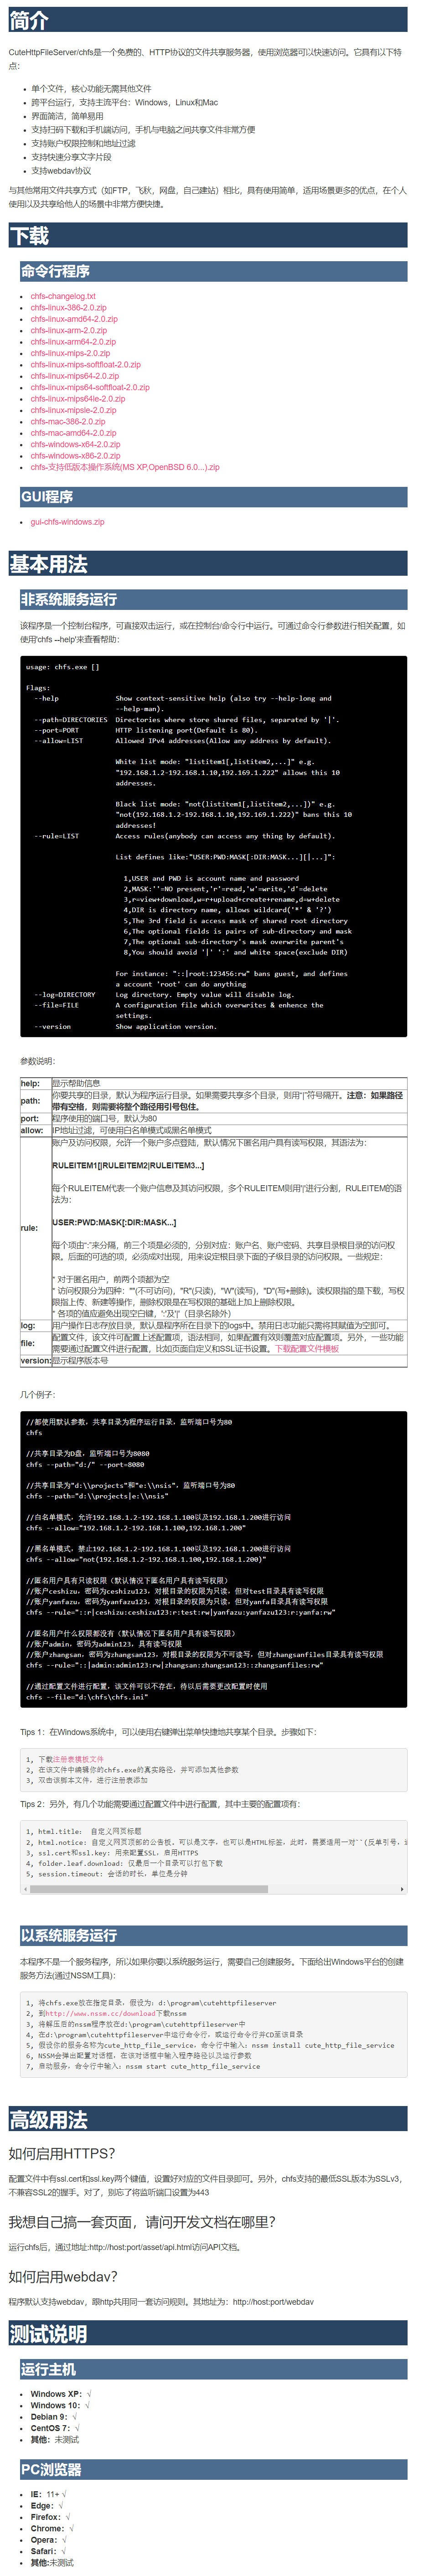 简介
CuteHttpFileServer/chfs是一个免费的、HTTP协议的文件共享服务器，使用浏览器可以快速访问。它具有以下特
点：
单个文件，核心功能无需其他文件
跨平台运行，支持主流平台：Windows，Linux和Mac
界面简洁，简单易用
支持扫码下载和手机端访问，手机与电脑之间共享文件非常方便
支持账户权限控制和地址过滤
支持快速分享文字片段
支持webdav协议
与其他常用文件共享方式（如FTP，飞秋，网盘，自己建站）相比，具有使用简单，适用场景更多的优点，在个人
使用以及共享给他人的场景中非常方便快捷。
下载
命令行程序
chfs-changelog.txt
chfs-linux-386-2.0.zip
chfs-linux-amd64-2.0.zip
chfs-linux-arm-2.0.zip
chfs-linux-arm64-2.0.zip
chfs-linux-mips-2.0.zip
chfs-linux-mips-softfloat-2.0.zip
chfs-linux-mips64-2.0.zip
chfs-linux-mips64-softfloat-2.0.zip
chfs-linux-mips64le-2.0.zip
chfs-linux-mipsle-2.0.zip
chfs-mac-386-2.0.zip
chfs-mac-amd64-2.0.zip
chfs-windows-x64-2.0.zip
chfs-windows-x86-2.0.zip
chfs-支持低版本操作系统(MS XP,OpenBSD 6.0...).zip
GUI程序
gui-chfs-windows.zip
基本用法
非系统服务运行
该程序是一个控制台程序，可直接双击运行，或在控制台/命令行中运行。可通过命令行参数进行相关配置，如
使用'chfs --help'来查看帮助：
usage: chfs.exe []
Flags:
--help Show context-sensitive help (also try --help-long and
--help-man).
--path=DIRECTORIES Directories where store shared files, separated by '|'.
--port=PORT HTTP listening port(Default is 80).
--allow=LIST Allowed IPv4 addresses(Allow any address by default).
White list mode: "listitem1[,listitem2,...]" e.g.
"192.168.1.2-192.168.1.10,192.169.1.222" allows this 10
addresses.
Black list mode: "not(listitem1[,listitem2,...])" e.g.
"not(192.168.1.2-192.168.1.10,192.169.1.222)" bans this 10
addresses!
--rule=LIST Access rules(anybody can access any thing by default).
List defines like:"USER:PWD:MASK[:DIR:MASK...][|...]":
1,USER and PWD is account name and password
2,MASK:''=NO present,'r'=read,'w'=write,'d'=delete
3,r=view+download,w=r+upload+create+rename,d=w+delete
4,DIR is directory name, allows wildcard('*' & '?')
5,The 3rd field is access mask of shared root directory
6,The optional fields is pairs of sub-directory and mask
7,The optional sub-directory's mask overwrite parent's
8,You should avoid '|' ':' and white space(exclude DIR)
For instance: "::|root:123456:rw" bans guest, and defines
a account 'root' can do anything
--log=DIRECTORY Log directory. Empty value will disable log.
--file=FILE A configuration file which overwrites & enhance the
settings.
--version Show application version.
参数说明：
help: 显示帮助信息
path: 你要共享的目录，默认为程序运行目录。如果需要共享多个目录，则用"|"符号隔开。注意：如果路径
带有空格，则需要将整个路径用引号包住。
port: 程序使用的端口号，默认为80
allow: IP地址过滤，可使用白名单模式或黑名单模式
账户及访问权限，允许一个账户多点登陆，默认情况下匿名用户具有读写权限，其语法为：
RULEITEM1[|RULEITEM2|RULEITEM3...]
每个RULEITEM代表一个账户信息及其访问权限，多个RULEITEM则用'|'进行分割，RULEITEM的语
法为：
USER:PWD:MASK[:DIR:MASK...]
rule: 每个项由":"来分隔，前三个项是必须的，分别对应：账户名、账户密码、共享目录根目录的访问权
限。后面的可选的项，必须成对出现，用来设定根目录下面的子级目录的访问权限。一些规定：
* 对于匿名用户，前两个项都为空
* 访问权限分为四种：""(不可访问)，"R"(只读)，"W"(读写)，"D"(写+删除)。读权限指的是下载，写权
限指上传、新建等操作，删除权限是在写权限的基础上加上删除权限。
* 各项的值应避免出现空白键，':'及'|'（目录名除外）
log: 用户操作日志存放目录，默认是程序所在目录下的logs中。禁用日志功能只需将其赋值为空即可。
file: 配置文件，该文件可配置上述配置项，语法相同，如果配置有效则覆盖对应配置项。另外，一些功能
需要通过配置文件进行配置，比如页面自定义和SSL证书设置。下载配置文件模板
version: 显示程序版本号
几个例子：
//都使用默认参数，共享目录为程序运行目录，监听端口号为80
chfs
//共享目录为D盘，监听端口号为8080
chfs --path="d:/" --port=8080
//共享目录为"d:\\projects"和"e:\\nsis"，监听端口号为80
chfs --path="d:\\projects|e:\\nsis"
//白名单模式，允许192.168.1.2-192.168.1.100以及192.168.1.200进行访问
chfs --allow="192.168.1.2-192.168.1.100,192.168.1.200"
//黑名单模式，禁止192.168.1.2-192.168.1.100以及192.168.1.200进行访问
chfs --allow="not(192.168.1.2-192.168.1.100,192.168.1.200)"
//匿名用户具有只读权限（默认情况下匿名用户具有读写权限）
//账户ceshizu，密码为ceshizu123，对根目录的权限为只读，但对test目录具有读写权限
//账户yanfazu，密码为yanfazu123，对根目录的权限为只读，但对yanfa目录具有读写权限
chfs --rule="::r|ceshizu:ceshizu123:r:test:rw|yanfazu:yanfazu123:r:yanfa:rw"
//匿名用户什么权限都没有（默认情况下匿名用户具有读写权限）
//账户admin，密码为admin123，具有读写权限
//账户zhangsan，密码为zhangsan123，对根目录的权限为不可读写，但对zhangsanfiles目录具有读写权限
chfs --rule="::|admin:admin123:rw|zhangsan:zhangsan123::zhangsanfiles:rw"
//通过配置文件进行配置，该文件可以不存在，待以后需要更改配置时使用
chfs --file="d:\chfs\chfs.ini"
Tips 1：在Windows系统中，可以使用右键弹出菜单快捷地共享某个目录。步骤如下：
1, 下载注册表模板文件
2, 在该文件中编辑你的chfs.exe的真实路径，并可添加其他参数
3, 双击该脚本文件，进行注册表添加
Tips 2：另外，有几个功能需要通过配置文件中进行配置，其中主要的配置项有：
1, html.title: 自定义网页标题
2, html.notice: 自定义网页顶部的公告板。可以是文字，也可以是HTML标签，此时，需要适用一对``(反单引号，
3, ssl.cert和ssl.key: 用来配置SSL，启用HTTPS
4, folder.leaf.download: 仅最后一个目录可以打包下载
5, session.timeout: 会话的时长，单位是分钟
以系统服务运行
本程序不是一个服务程序，所以如果你要以系统服务运行，需要自己创建服务。下面给出Windows平台的创建
服务方法(通过NSSM工具)：
1, 将chfs.exe放在指定目录，假设为：d:\program\cutehttpfileserver
2, 到http://www.nssm.cc/download下载nssm
3, 将解压后的nssm程序放在d:\program\cutehttpfileserver中
4, 在d:\program\cutehttpfileserver中运行命令行，或运行命令行并CD至该目录
5, 假设你的服务名称为cute_http_file_service，命令行中输入：nssm install cute_http_file_service
6, NSSM会弹出配置对话框，在该对话框中输入程序路径以及运行参数
7, 启动服务，命令行中输入：nssm start cute_http_file_service
高级用法
如何启用HTTPS？
配置文件中有ssl.cert和ssl.key两个键值，设置好对应的文件目录即可。另外，chfs支持的最低SSL版本为SSLv3，
不兼容SSL2的握手。对了，别忘了将监听端口设置为443
我想自己搞一套页面，请问开发文档在哪里？
运行chfs后，通过地址:http://host:port/asset/api.html访问API文档。
如何启用webdav？
程序默认支持webdav，跟http共用同一套访问规则。其地址为：http://host:port/webdav
测试说明
运行主机
Windows XP：√
Windows 10：√
Debian 9：√
CentOS 7：√
其他：未测试
PC浏览器
IE：11+ √
Edge：√
Firefox：√
Chrome：√
Opera：√
Safari：√
其他:未测试